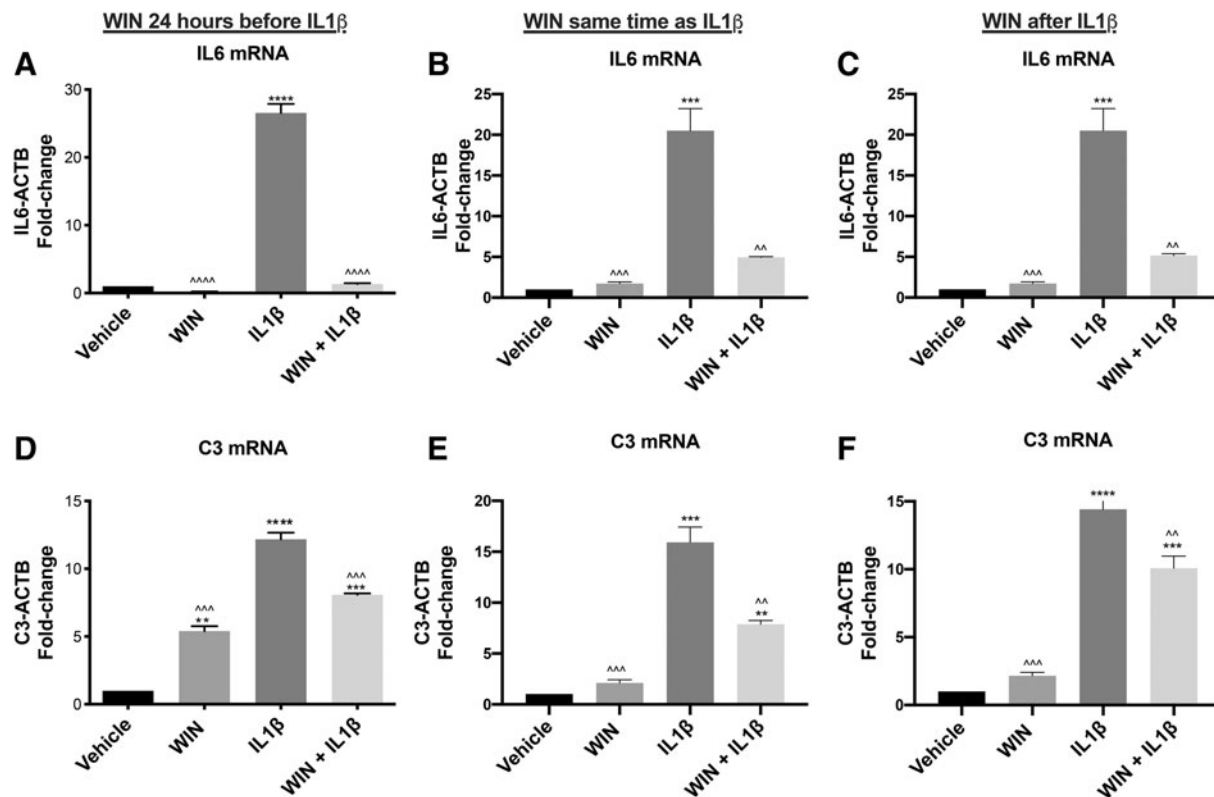 WIN 24 hours before IL1β
WIN same time as IL1β
WIN after IL1β
A
IL6 mRNA
IL6-ACTB
Fold-change
30
20
10
0
****
^^^^
^^^^
Vehicle
WIN
IL1β
WIN + IL1β
B
IL6 mRNA
IL6-ACTB
Fold-change
25
20
15
10
5
0
***
^^^
^^
Vehicle
WIN
IL1β
WIN + IL1β
C
IL6 mRNA
IL6-ACTB
Fold-change
25
20
15
10
5
0
***
^^^
^^
Vehicle
WIN
IL1β
WIN + IL1β
D
C3 mRNA
C3-ACTB
Fold-change
15
10
5
0
^^^
**
****
^^^
***
Vehicle
WIN
IL1β
WIN + IL1β
E
C3 mRNA
C3-ACTB
Fold-change
20
15
10
5
0
^^^
***
^^
**
Vehicle
WIN
IL1β
WIN + IL1β
F
C3 mRNA
C3-ACTB
Fold-change
15
10
5
0
^^^
****
^^
***
Vehicle
WIN
IL1β
WIN + IL1β